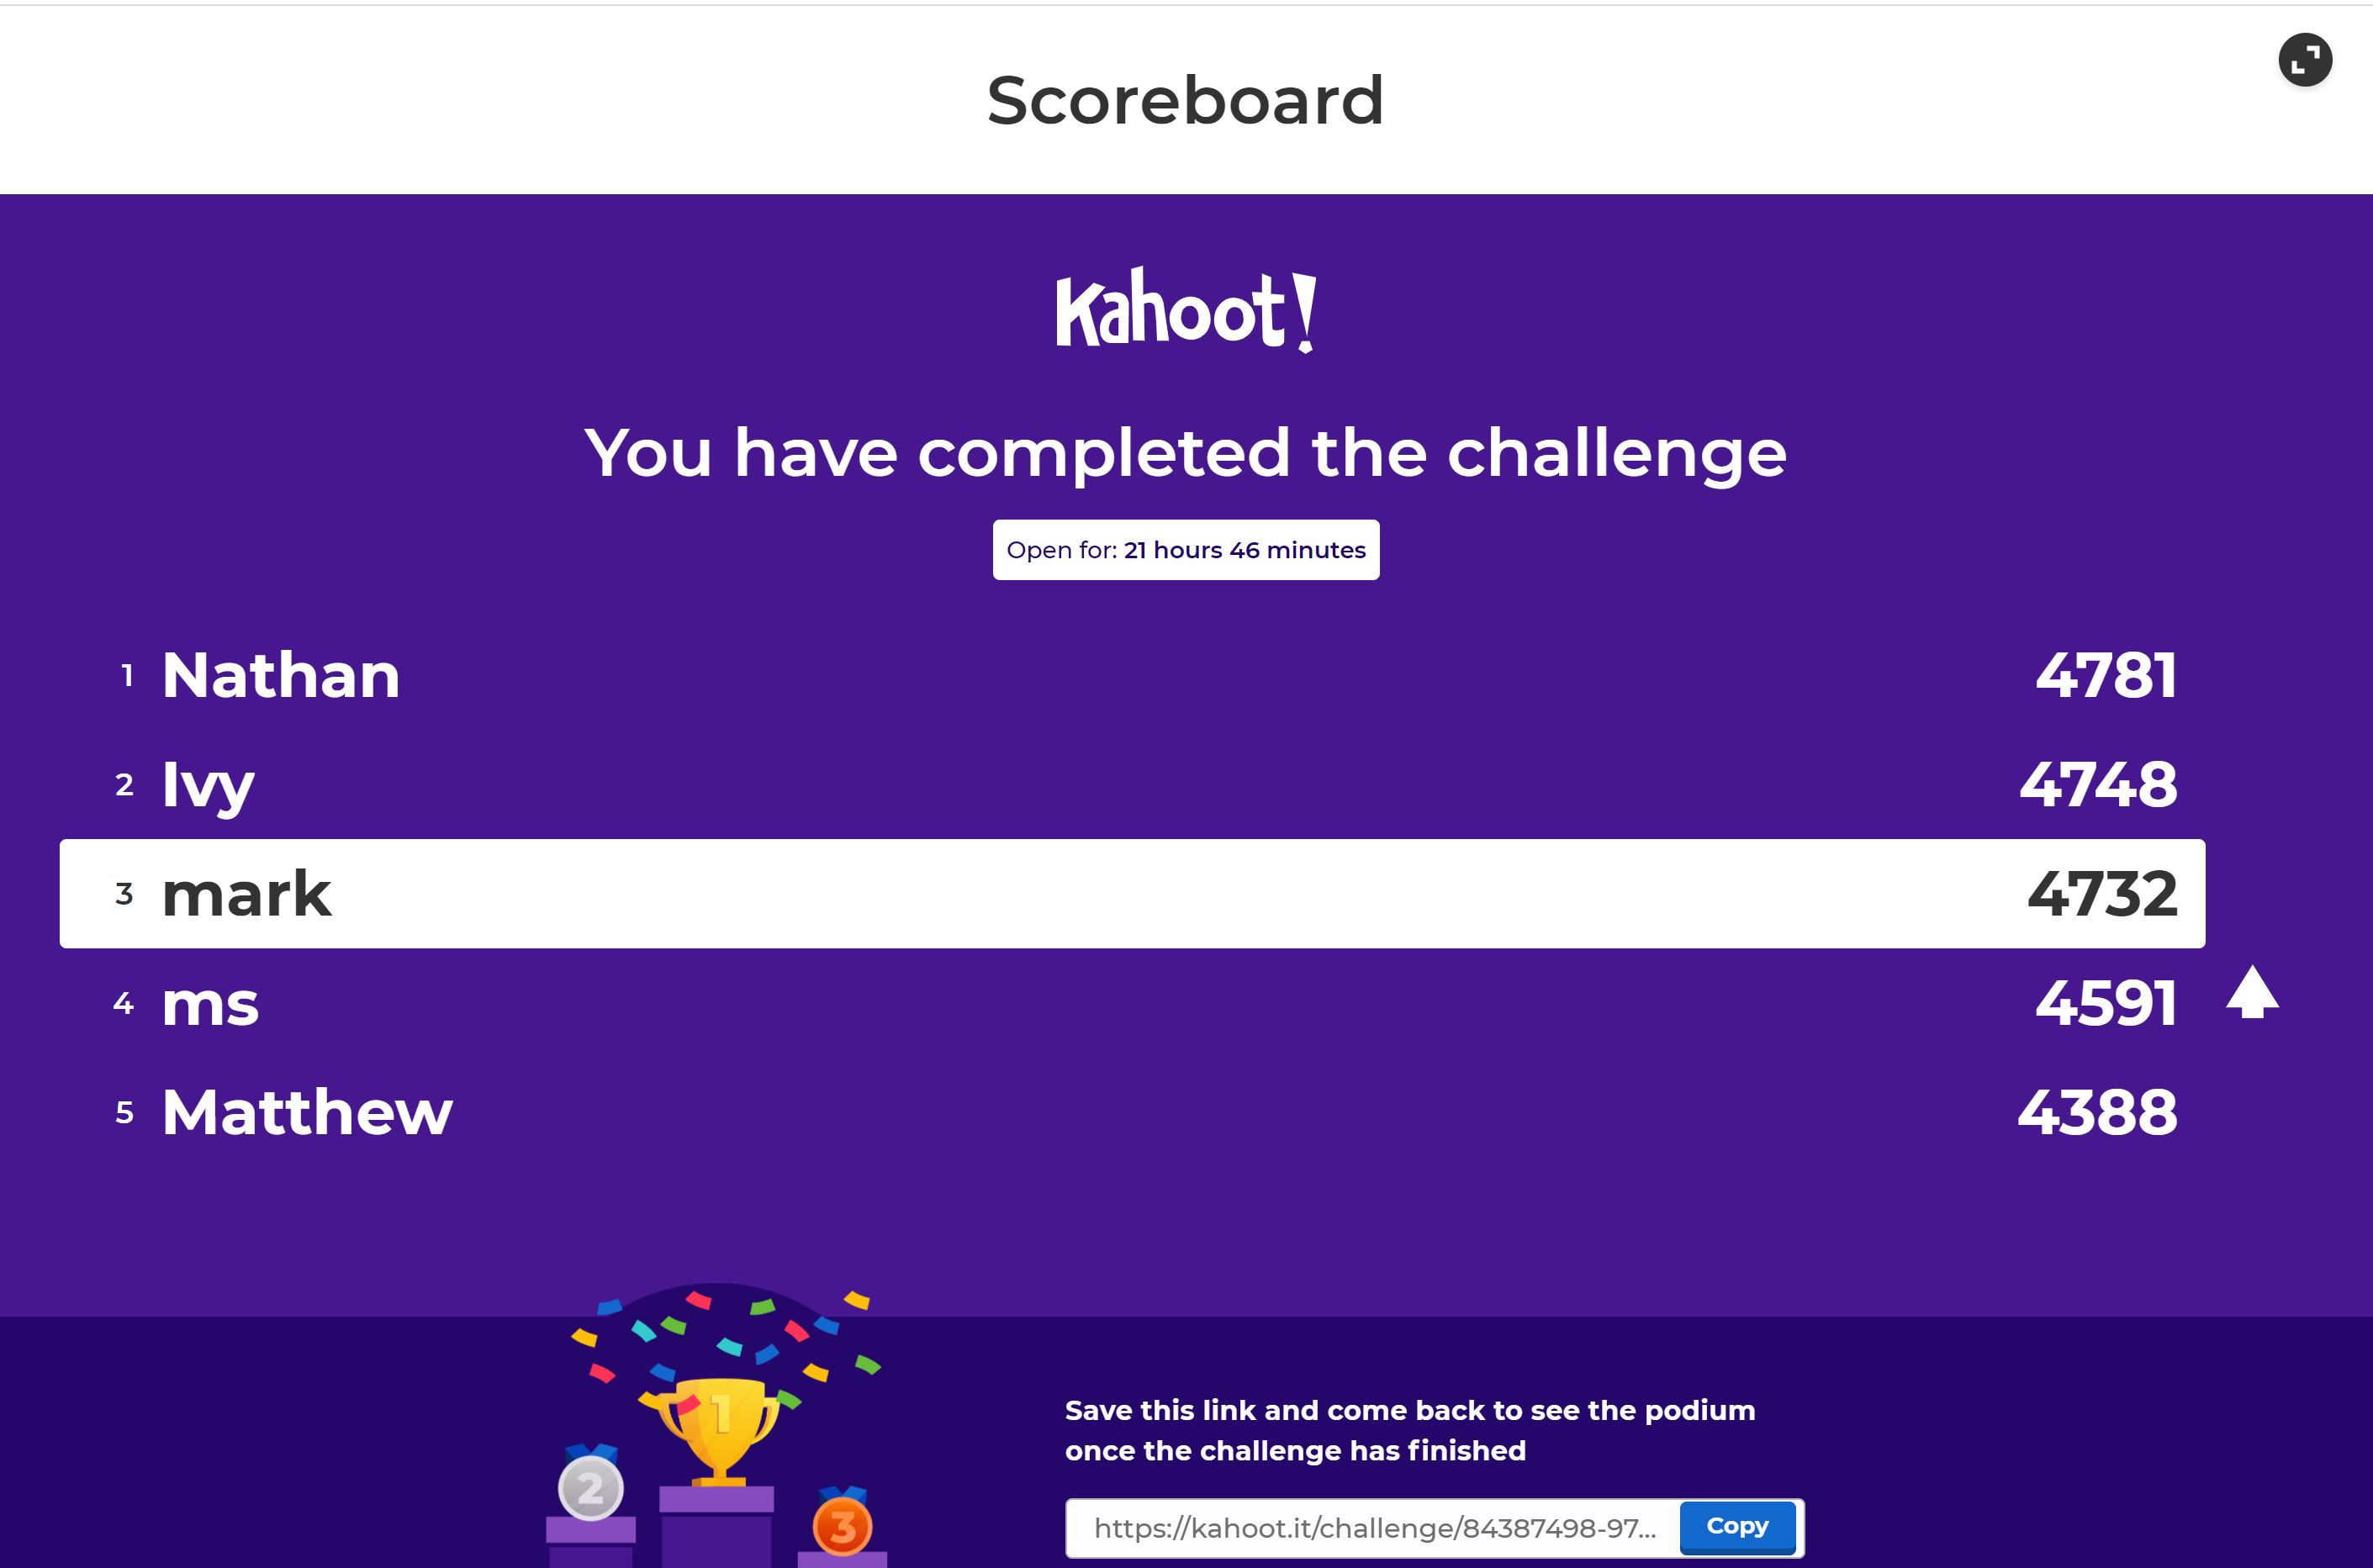 Scoreboard
Kahoot!
You have completed the challenge
Open for: 21 hours 46 minutes
1 Nathan 4781
2 Ivy 4748
3 mark 4732
4 ms 4591
5 Matthew 4388
1
2
3
Save this link and come back to see the podium
once the challenge has finished
https://kahoot.it/challenge/84387498-97... Copy